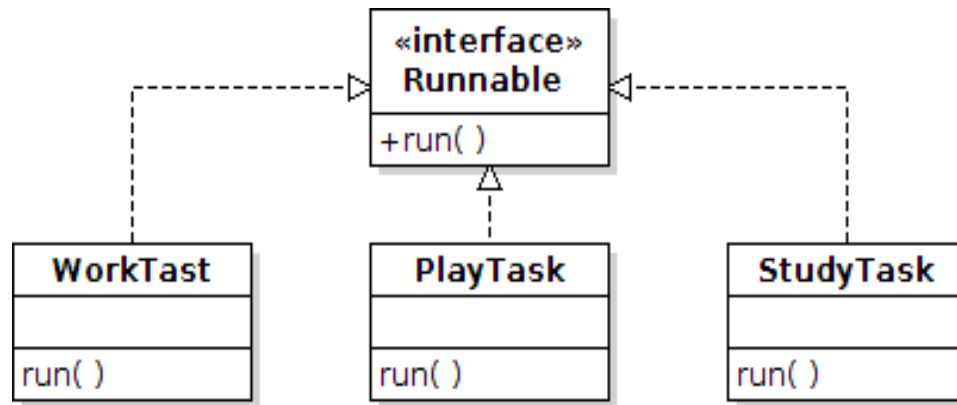 «interface»
Runnable
+run( )
WorkTast
run( )
PlayTask
run( )
StudyTask
run( )